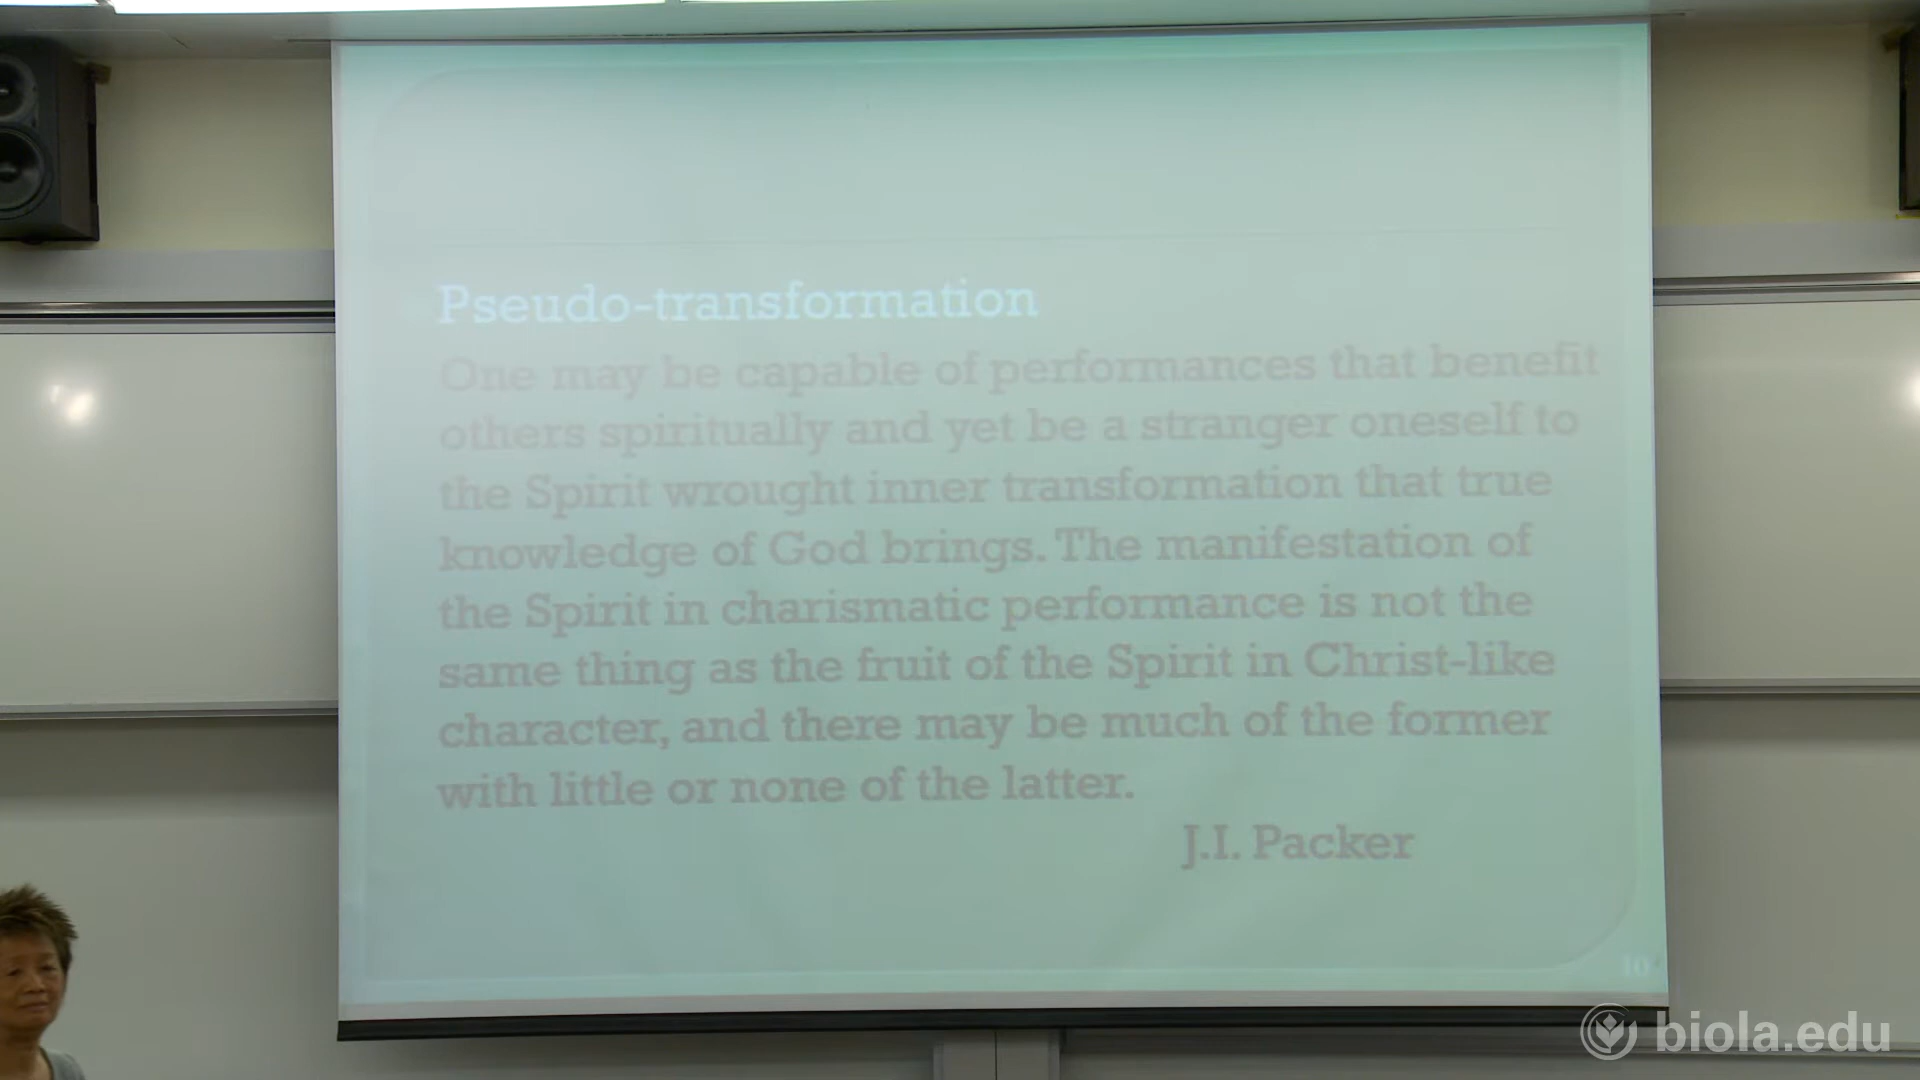 Pseudo-transformation
One may be capable of performances that benefit
others spiritually and yet be a stranger oneself to
the Spirit wrought inner transformation that true
knowledge of God brings. The manifestation of
the Spirit in charismatic performance is not the
same thing as the fruit of the Spirit in Christ-like
character, and there may be much of the former
with little or none of the latter.
J.I. Packer
10
biola.edu